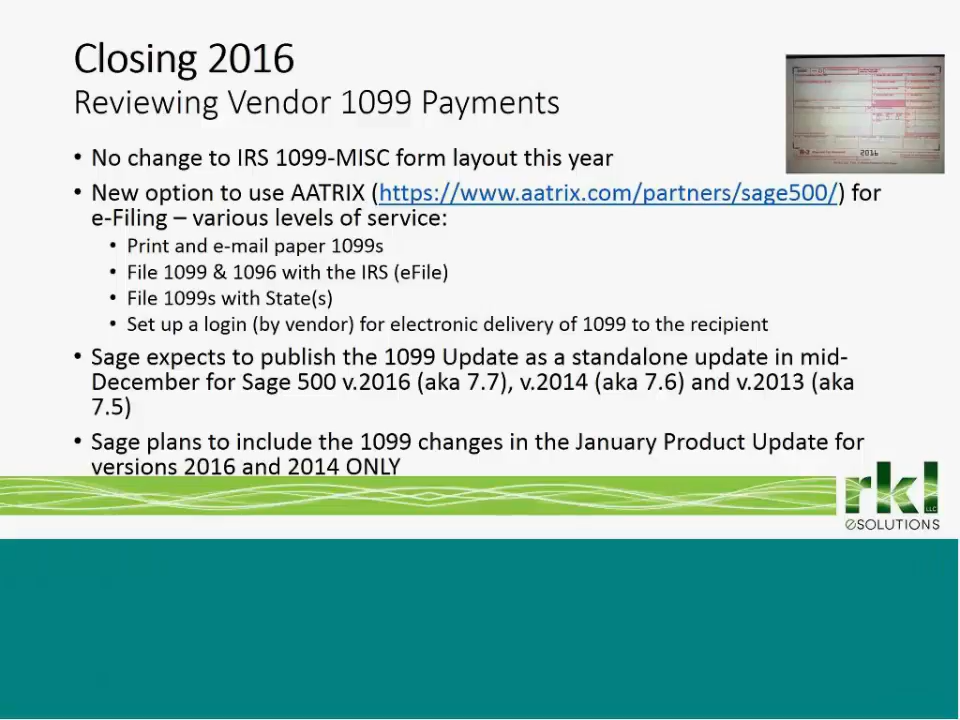 Closing 2016
Reviewing Vendor 1099 Payments
• No change to IRS 1099-MISC form layout this year
• New option to use AATRIX (https://www.aatrix.com/partners/sage500/) for
e-Filing – various levels of service:
• Print and e-mail paper 1099s
• File 1099 & 1096 with the IRS (eFile)
• File 1099s with State(s)
• Set up a login (by vendor) for electronic delivery of 1099 to the recipient
• Sage expects to publish the 1099 Update as a standalone update in mid-
December for Sage 500 v.2016 (aka 7.7), v.2014 (aka 7.6) and v.2013 (aka
7.5)
• Sage plans to include the 1099 changes in the January Product Update for
versions 2016 and 2014 ONLY
2016
rkl
LLC
eSOLUTIONS